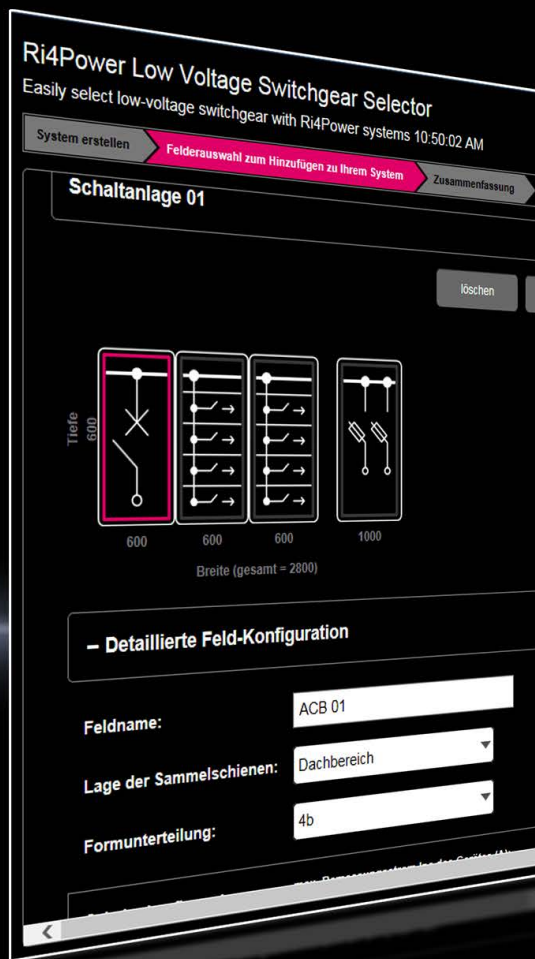 Ri4Power Low Voltage Switchgear Selector
Easily select low-voltage switchgear with Ri4Power systems 10:50:02 AM
System erstellen Felderauswahl zum Hinzufügen zu Ihrem System Zusammenfassung
Schaltanlage 01
löschen
Tiefe
600
600 600 600 1000
Breite (gesamt = 2800)
– Detaillierte Feld-Konfiguration
Feldname: ACB 01
Lage der Sammelschienen: Dachbereich
Formunterteilung: 4b